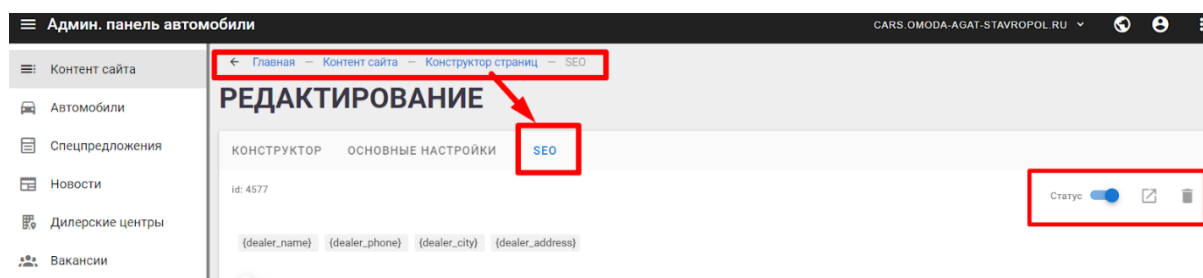 Админ. панель автомобили
CARS.OMODA-AGAT-STAVROPOL.RU
Контент сайта
Автомобили
Спецпредложения
Новости
Дилерские центры
Вакансии
← Главная — Контент сайта — Конструктор страниц — SEO
РЕДАКТИРОВАНИЕ
КОНСТРУКТОР ОСНОВНЫЕ НАСТРОЙКИ SEO
id: 4577
Статус
{dealer_name} {dealer_phone} {dealer_city} {dealer_address}